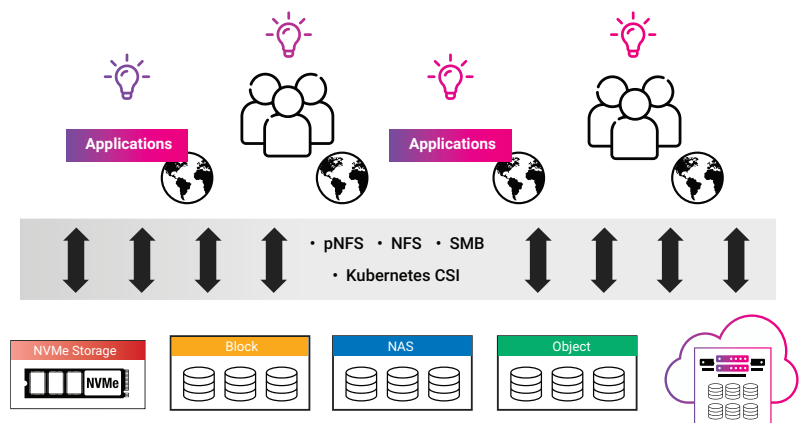 Applications
Applications
• pNFS • NFS • SMB
• Kubernetes CSI
NVMe Storage
NVMe
Block
NAS
Object